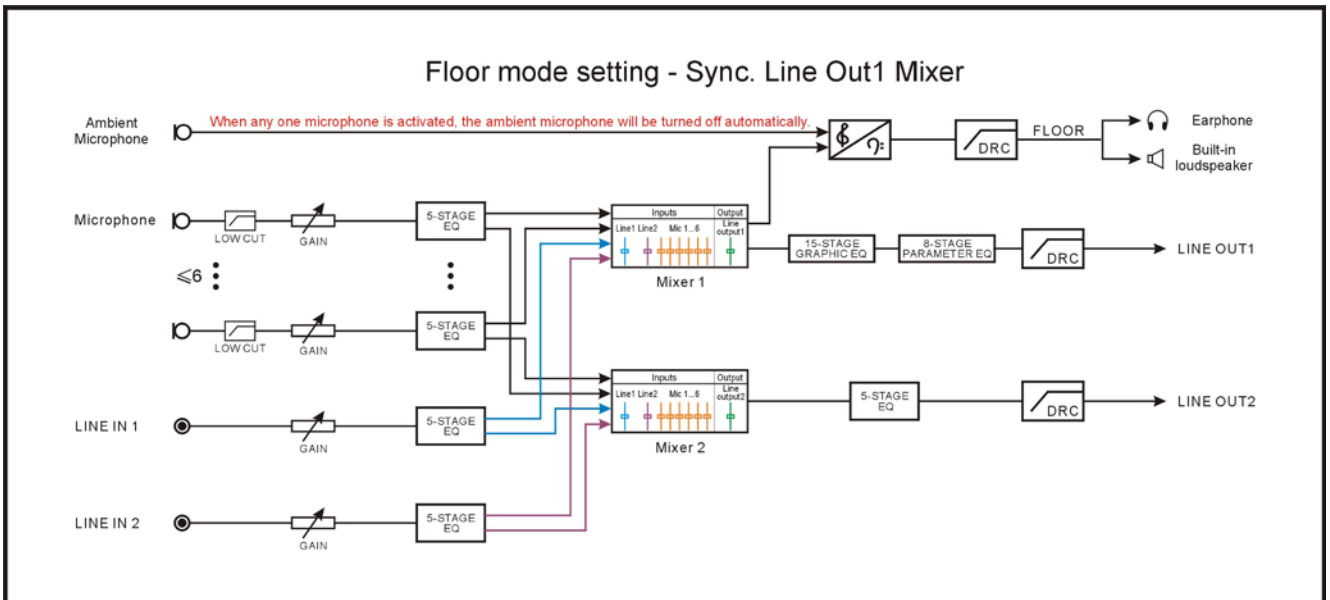 Floor mode setting - Sync. Line Out1 Mixer
Ambient
Microphone
When any one microphone is activated, the ambient microphone will be turned off automatically.
DRC
FLOOR
Earphone
Built-in
loudspeaker
Microphone
LOW CUT
GAIN
5-STAGE
EQ
Inputs
Output
Line1 Line2 Mic 1...6
Line
output1
Mixer 1
15-STAGE
GRAPHIC EQ
8-STAGE
PARAMETER EQ
DRC
LINE OUT1
≤6
LOW CUT
GAIN
5-STAGE
EQ
Inputs
Output
Line1 Line2 Mic 1...6
Line
output2
Mixer 2
5-STAGE
EQ
DRC
LINE OUT2
LINE IN 1
GAIN
5-STAGE
EQ
LINE IN 2
GAIN
5-STAGE
EQ